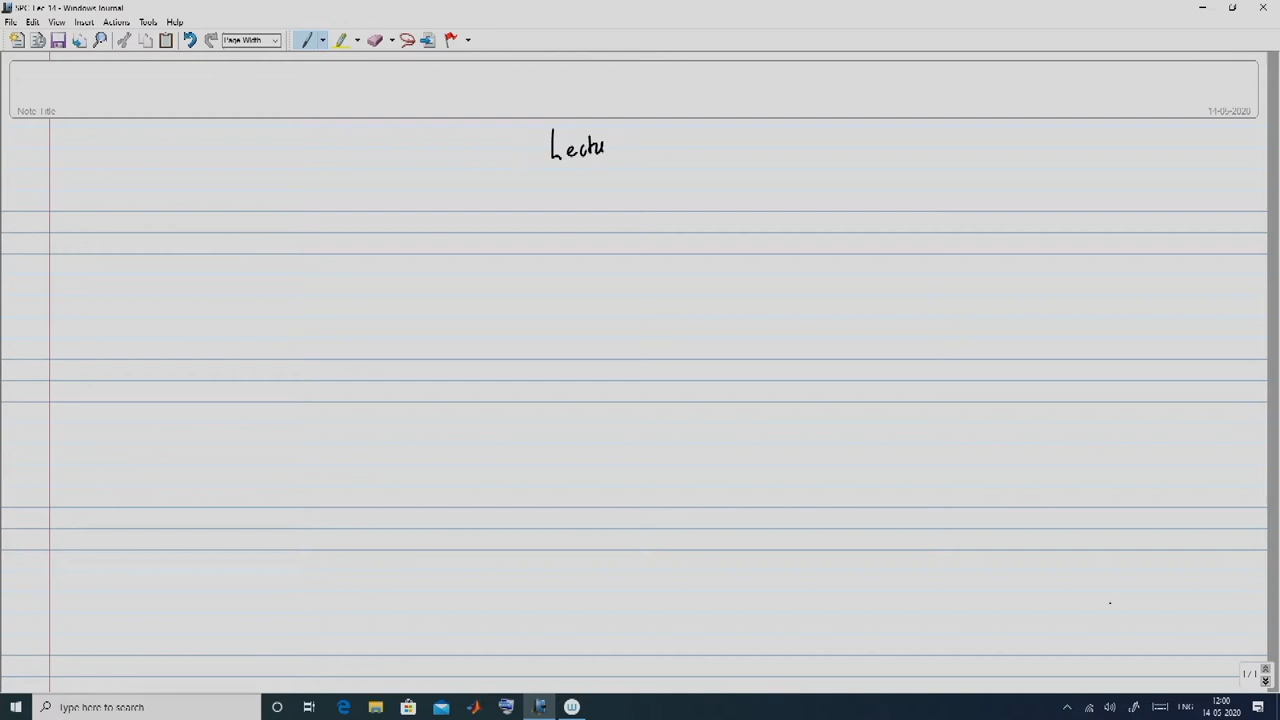 SPC Lec 14 - Windows Journal
File Edit View Insert Actions Tools Help
Page Width
Note Title
14-05-2020
Lectu
1/1
Type here to search
ENG
12:00
14-05-2020